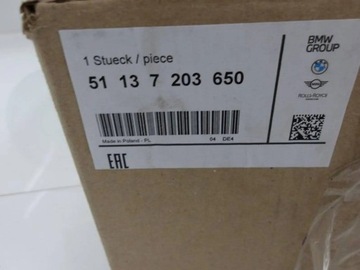 1 Stueck / piece
51 13 7 203 650
BMW
GROUP
ROLLS-ROYCE
Made in Poland - PL
04 DE4
EAC